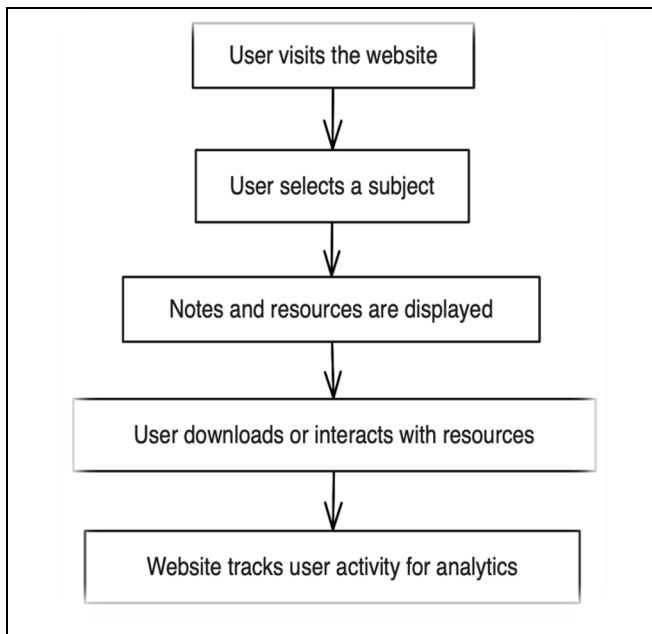 User visits the website
User selects a subject
Notes and resources are displayed
User downloads or interacts with resources
Website tracks user activity for analytics